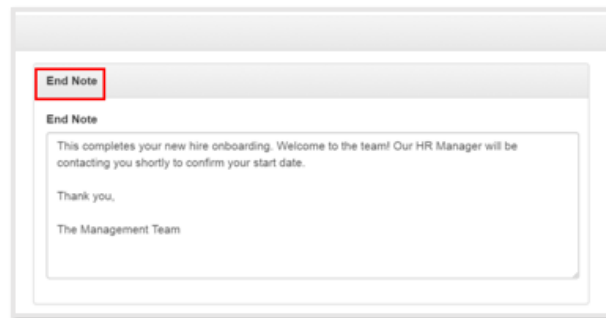 End Note
End Note
This completes your new hire onboarding. Welcome to the team! Our HR Manager will be
contacting you shortly to confirm your start date.
Thank you,
The Management Team